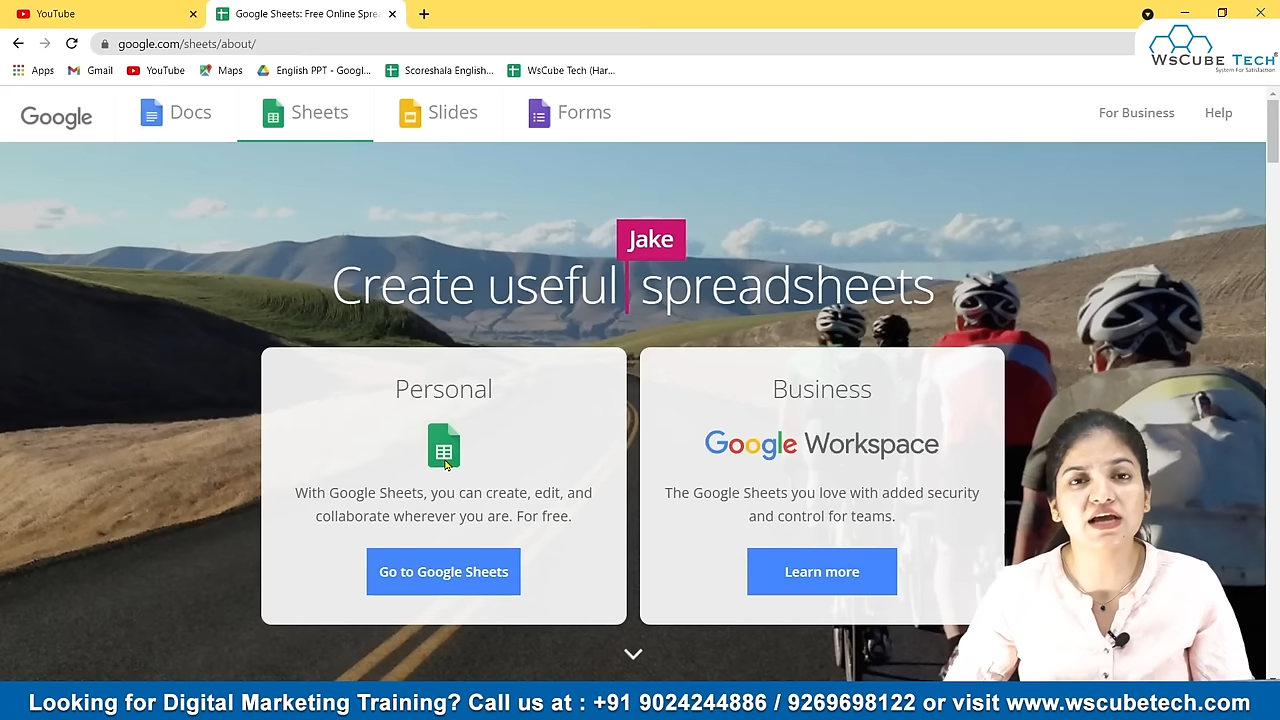 YouTube
Google Sheets: Free Online Spre
google.com/sheets/about/
WsCube Tech®
System For Satisfaction
Apps
Gmail
YouTube
Maps
English PPT - Googl...
Scoreshala English...
WsCube Tech (Har...
Google
Docs
Sheets
Slides
Forms
For Business
Help
Jake
Create useful spreadsheets
Personal
With Google Sheets, you can create, edit, and
collaborate wherever you are. For free.
Go to Google Sheets
Business
Google Workspace
The Google Sheets you love with added security
and control for teams.
Learn more
Looking for Digital Marketing Training? Call us at : +91 9024244886 / 9269698122 or visit www.wscubetech.com